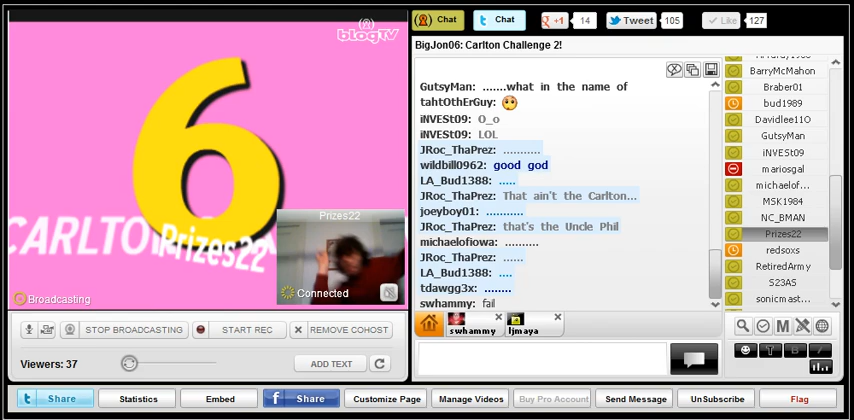 blogTV
6
CARLTO
Prizes22
Prizes22
Broadcasting
Connected
STOP BROADCASTING
START REC
REMOVE COHOST
Viewers: 37
ADD TEXT
Chat
Chat
+1
14
Tweet
105
Like
127
BigJon06: Carlton Challenge 2!
GutsyMan: .......what in the name of
tahtOthErGuy:
iNVESt09: O_o
iNVESt09: LOL
JRoc_ThaPrez: ..........
wildbill0962: good god
LA_Bud1388: .....
JRoc_ThaPrez: That ain't the Carlton...
joeyboy01: ...........
JRoc_ThaPrez: that's the Uncle Phil
michaelofiowa: ..........
JRoc_ThaPrez: ......
LA_Bud1388: ....
tdawgg3x: ........
swhammy: fail
swhammy
ljmaya
BarryMcMahon
Braber01
bud1989
Davidlee11O
GutsyMan
iNVESt09
mariosgal
michaelof...
MSK1984
NC_BMAN
Prizes22
redsoxs
RetiredArmy
S23AS
sonicmast...
M
T
B
I
Share
Statistics
Embed
Share
Customize Page
Manage Videos
Buy Pro Account
Send Message
UnSubscribe
Flag